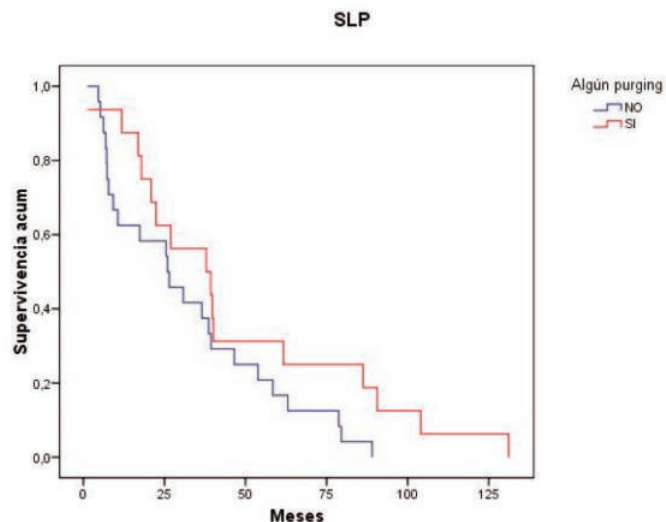 SLP
Algún purging
NO
SI
1,0
0,8
0,6
0,4
0,2
0,0
Supervivencia acum
0
25
50
75
100
125
Meses